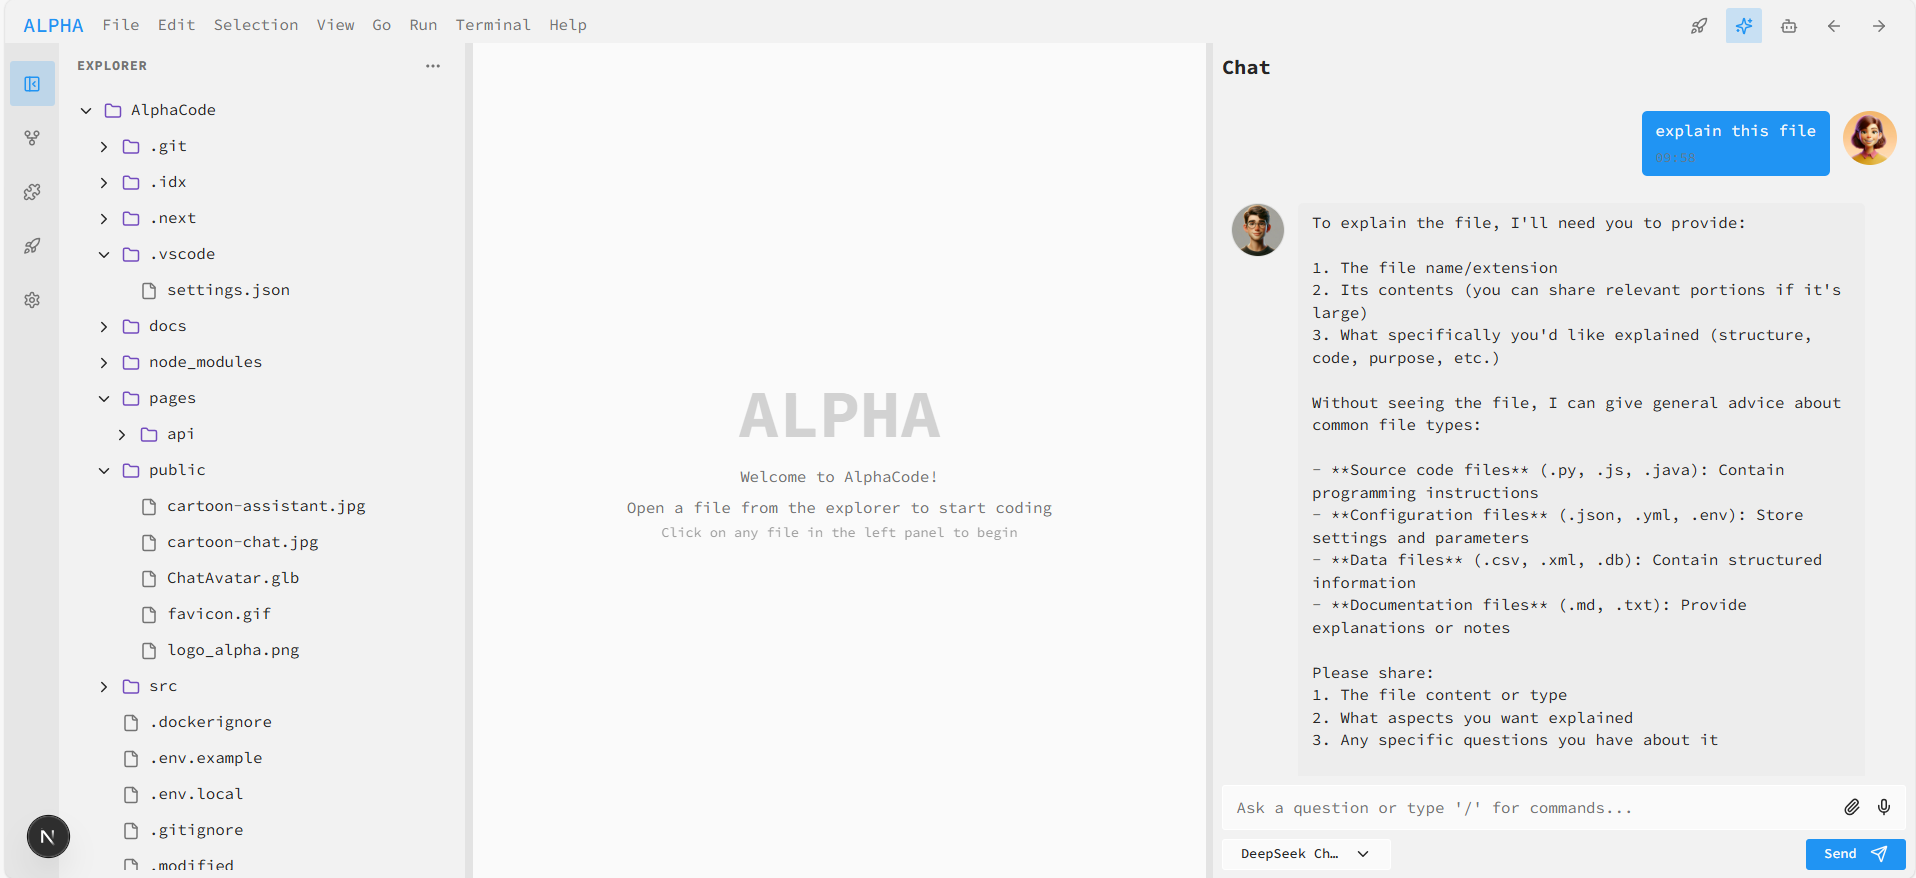 ALPHA File Edit Selection View Go Run Terminal Help
EXPLORER
AlphaCode
.git
.idx
.next
.vscode
settings.json
docs
node_modules
pages
api
public
cartoon-assistant.jpg
cartoon-chat.jpg
ChatAvatar.glb
favicon.gif
logo_alpha.png
src
.dockerignore
.env.example
.env.local
.gitignore
.modified
N
ALPHA
Welcome to AlphaCode!
Open a file from the explorer to start coding
Click on any file in the left panel to begin
Chat
explain this file
09:58
To explain the file, I'll need you to provide:
1. The file name/extension
2. Its contents (you can share relevant portions if it's
large)
3. What specifically you'd like explained (structure,
code, purpose, etc.)
Without seeing the file, I can give general advice about
common file types:
- **Source code files** (.py, .js, .java): Contain
programming instructions
- **Configuration files** (.json, .yml, .env): Store
settings and parameters
- **Data files** (.csv, .xml, .db): Contain structured
information
- **Documentation files** (.md, .txt): Provide
explanations or notes
Please share:
1. The file content or type
2. What aspects you want explained
3. Any specific questions you have about it
Ask a question or type '/' for commands...
DeepSeek Ch…
Send